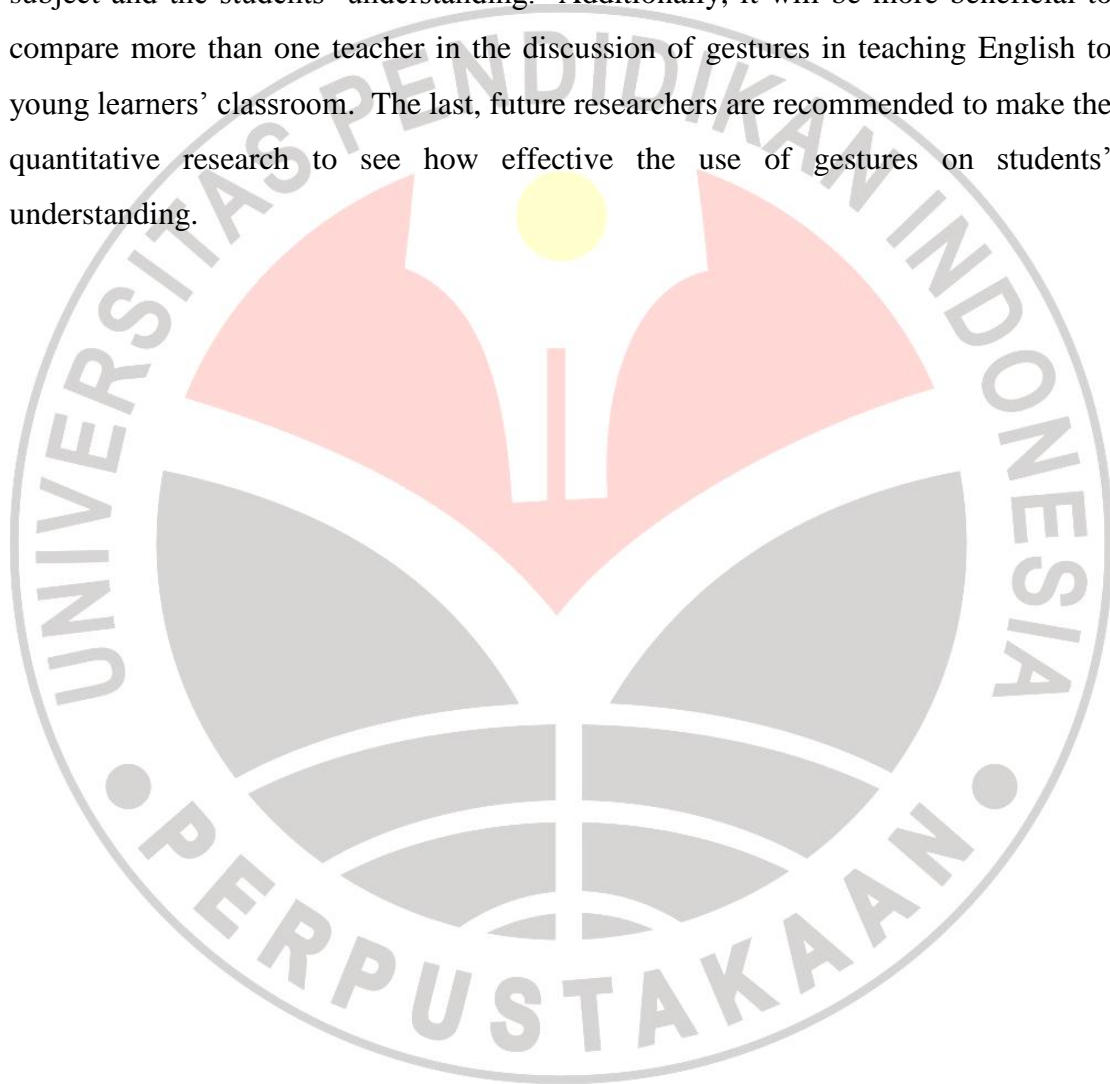 subject and the students' understanding. Additionally, it will be more beneficial to
compare more than one teacher in the discussion of gestures in teaching English to
young learners’ classroom. The last, future researchers are recommended to make the
quantitative research to see how effective the use of gestures on students’
understanding.
UNIVERSITAS PENDIDIKAN INDONESIA
PERPUSTAKAAN